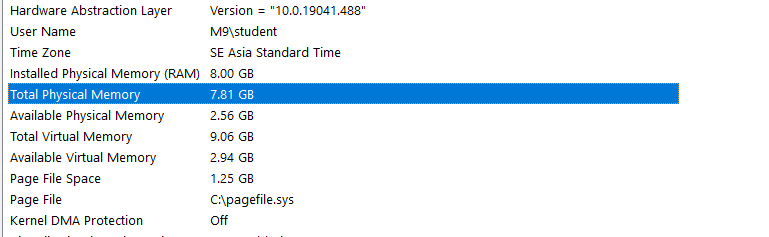 Hardware Abstraction Layer Version = "10.0.19041.488"
User Name M9\student
Time Zone SE Asia Standard Time
Installed Physical Memory (RAM) 8.00 GB
Total Physical Memory 7.81 GB
Available Physical Memory 2.56 GB
Total Virtual Memory 9.06 GB
Available Virtual Memory 2.94 GB
Page File Space 1.25 GB
Page File C:\pagefile.sys
Kernel DMA Protection Off